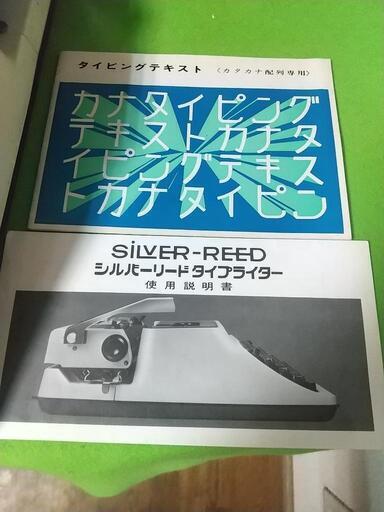 タイピングテキスト 〈カタカナ配列専用〉
カナタイピング
テキストカナタ
イピングテキス
トカナタイピン
SiLVER-REED
シルバーリードタイプライター
使用説明書